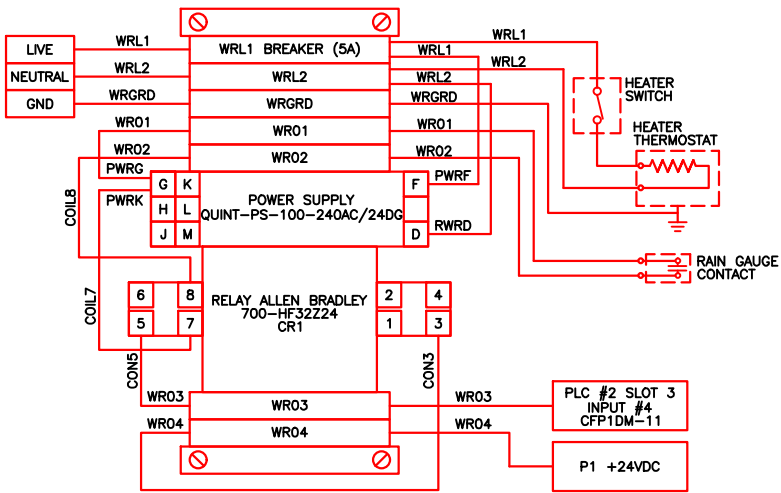 LIVE
NEUTRAL
GND
WRL1
WRL2
WRGRD
WR01
WR02
PWRG
PWRK
COIL8
COIL7
WRL1 BREAKER (5A)
WRL2
WRGRD
WR01
WR02
WRL1
WRL1
WRL2
WRL2
WRGRD
WR01
WR02
PWRF
RWRD
HEATER
SWITCH
HEATER
THERMOSTAT
RAIN GAUGE
CONTACT
G K
H L
J M
POWER SUPPLY
QUINT-PS-100-240AC/24DG
F
D
6 8
5 7
RELAY ALLEN BRADLEY
700-HF32Z24
CR1
2 4
1 3
CON5
CON3
WR03
WR04
WR03
WR04
WR03
WR04
PLC #2 SLOT 3
INPUT #4
CFP1DM-11
P1 +24VDC